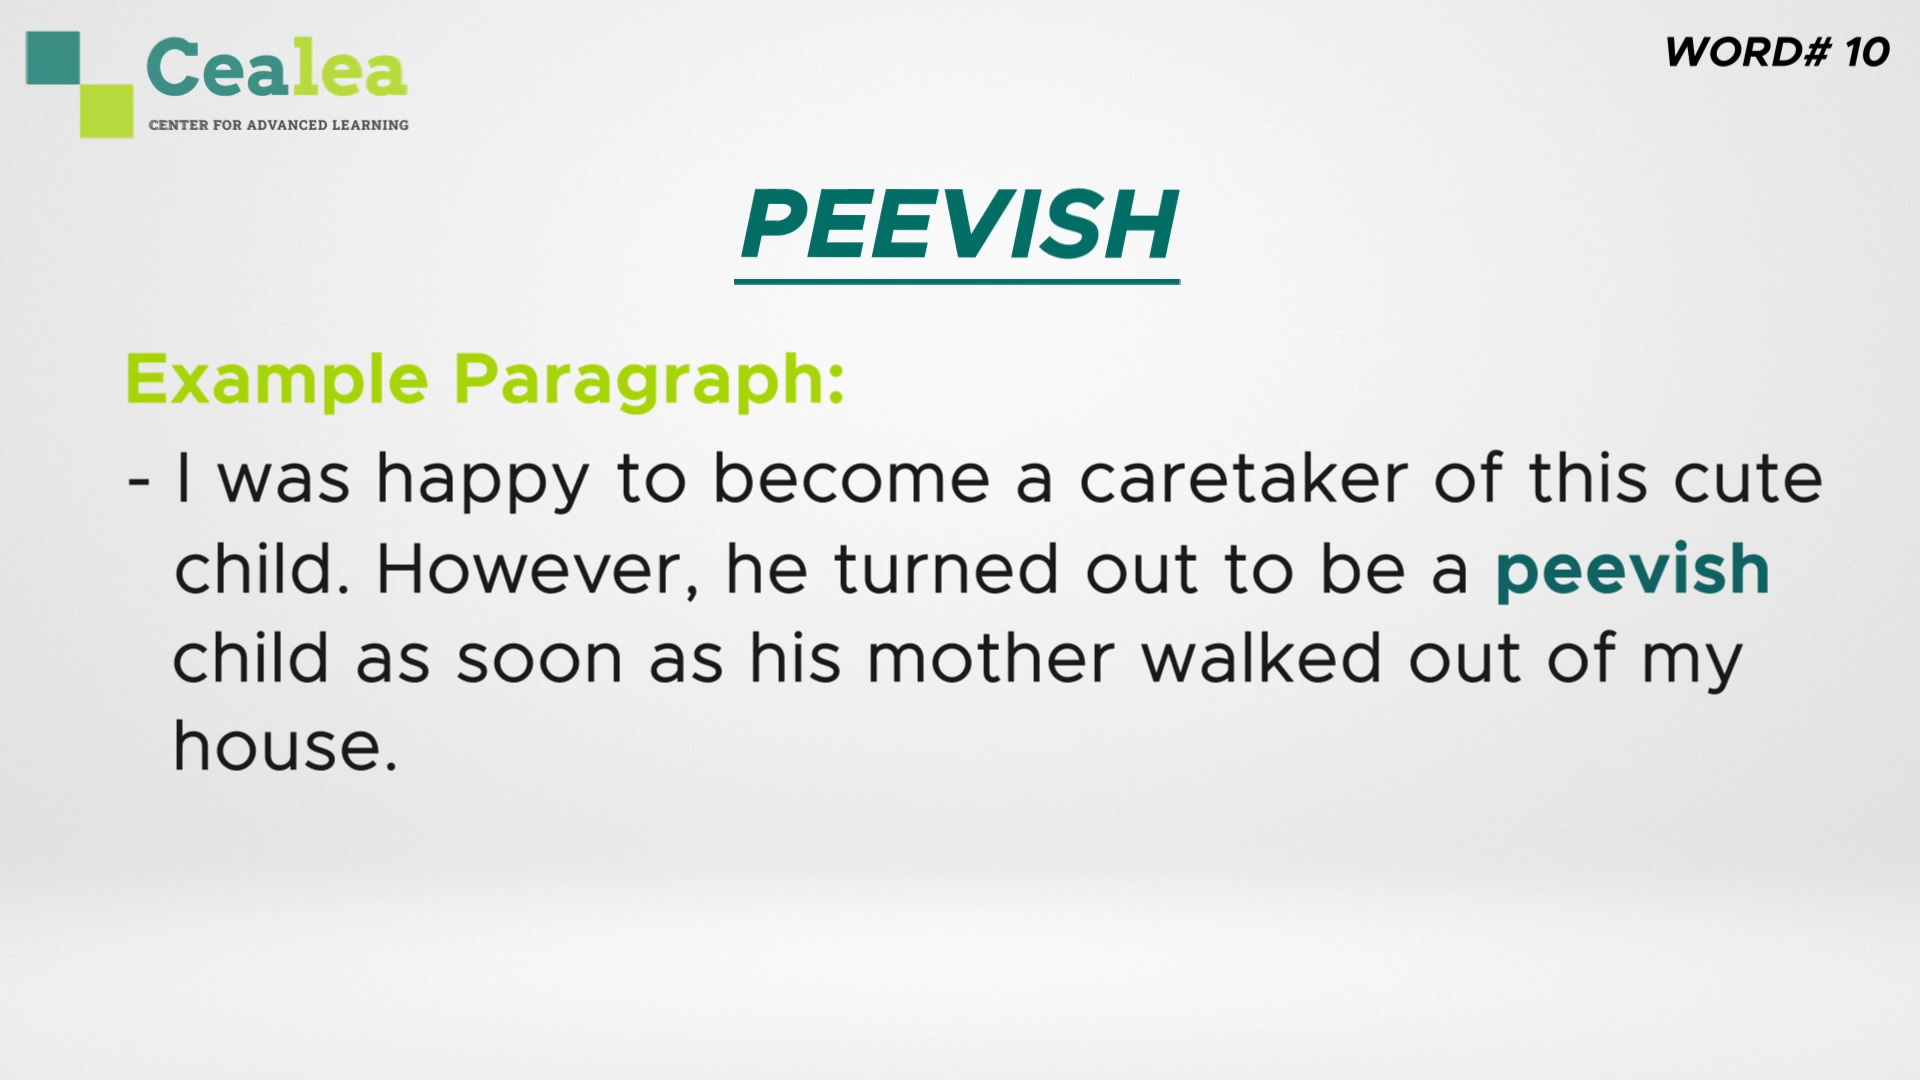 Cealea
CENTER FOR ADVANCED LEARNING
WORD# 10
PEEVISH
Example Paragraph:
- I was happy to become a caretaker of this cute
child. However, he turned out to be a peevish
child as soon as his mother walked out of my
house.